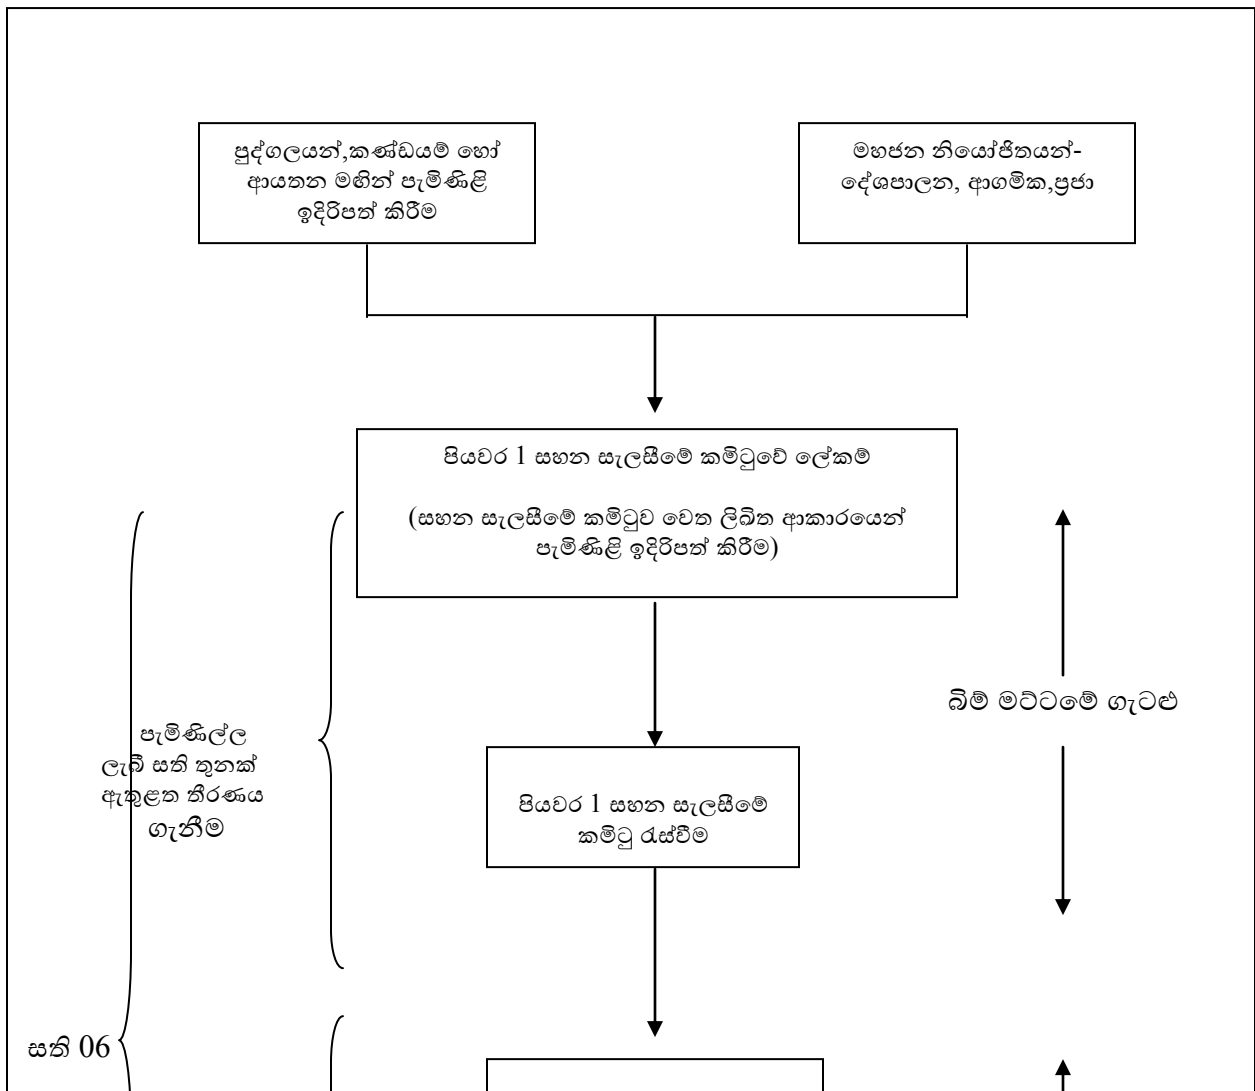 පුද්ගලයන්,කණ්ඩයම් හෝ
ආයතන මඟින් පැමිණිළි
ඉදිරිපත් කිරීම
මහජන නියෝජිතයන්-
දේශපාලන, ආගමික,ප්‍රජා
පියවර 1 සහන සැලසීමේ කමිටුවේ ලේකම්
(සහන සැලසීමේ කමිටුව වෙත ලිඛිත ආකාරයෙන්
පැමිණිළි ඉදිරිපත් කිරීම)
බිම් මට්ටමේ ගැටළු
පැමිණිල්ල
ලැබී සති තුනක්
ඇතුළත තීරණය
ගැනීම
පියවර 1 සහන සැලසීමේ
කමිටු රැස්වීම
සති 06